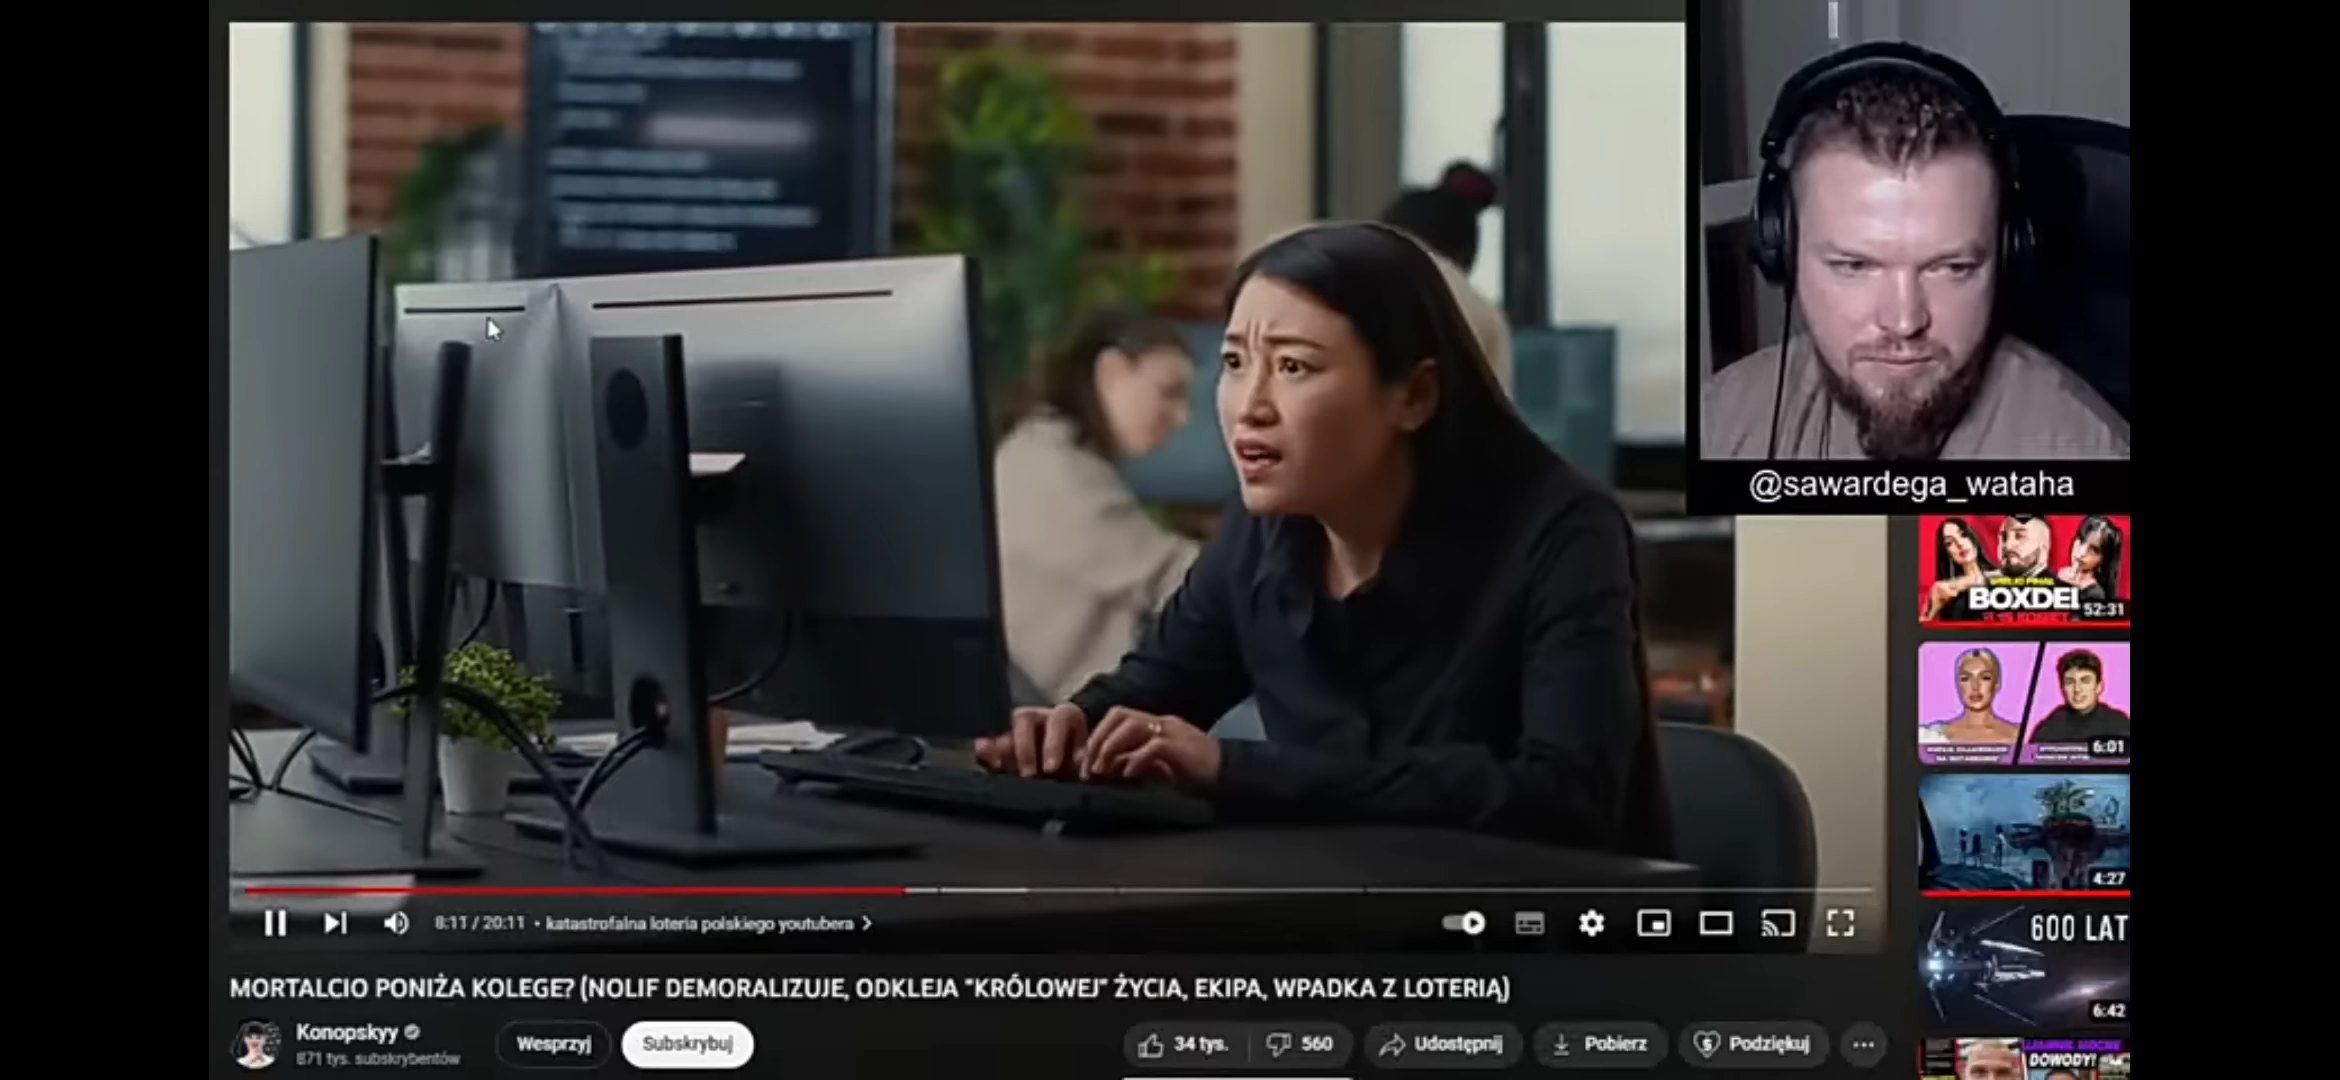 @sawardega_wataha
BOXDEL
52:31
6:01
4:27
600 LAT
6:42
DOWODY!
8:11 / 20:11 • katastrofalna loteria polskiego youtubera
MORTALCIO PONIŻA KOLEGE? (NOLIF DEMORALIZUJE, ODKLEJA "KRÓLOWEJ" ŻYCIA, EKIPA, WPADKA Z LOTERIĄ)
Konopskyy
871 tys. subskrybentów
Wesprzyj
Subskrybuj
34 tys.
560
Udostępnij
Pobierz
Podziękuj